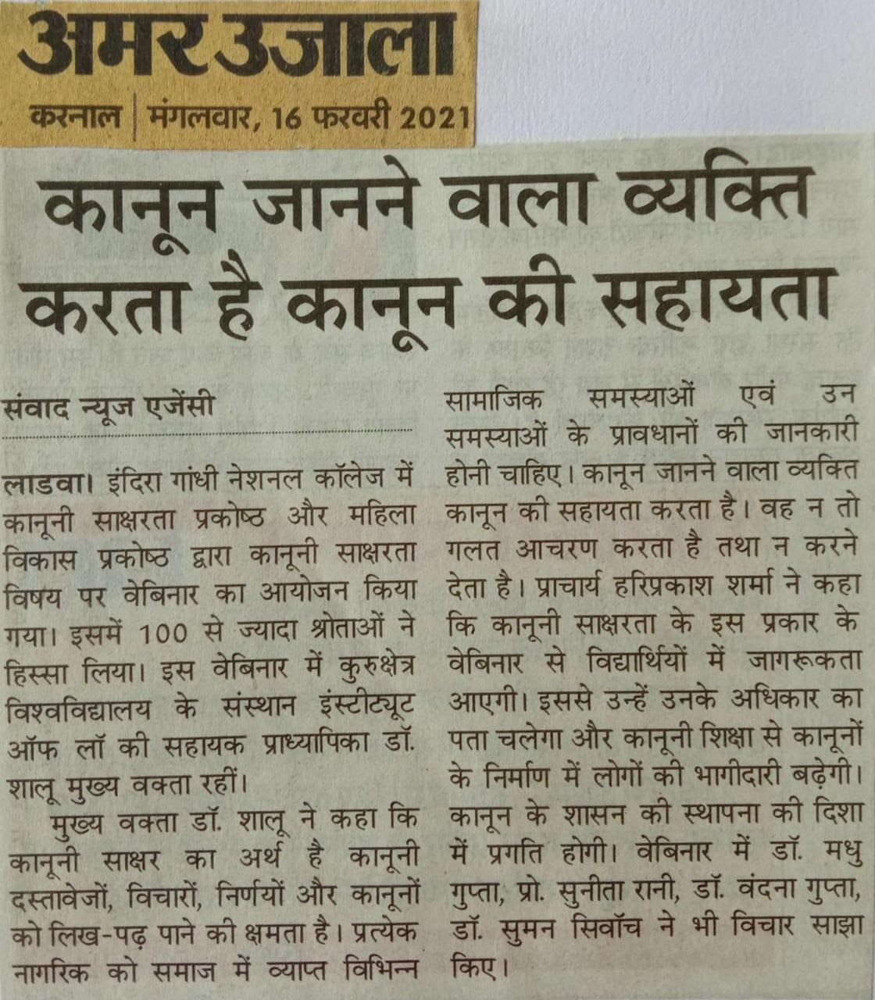 अमर उजाला
करनाल | मंगलवार, 16 फरवरी 2021
कानून जानने वाला व्यक्ति
करता है कानून की सहायता
संवाद न्यूज एजेंसी
लाडवा। इंदिरा गांधी नेशनल कॉलेज में
कानूनी साक्षरता प्रकोष्ठ और महिला
विकास प्रकोष्ठ द्वारा कानूनी साक्षरता
विषय पर वेबिनार का आयोजन किया
गया। इसमें 100 से ज्यादा श्रोताओं ने
हिस्सा लिया। इस वेबिनार में कुरुक्षेत्र
विश्वविद्यालय के संस्थान इंस्टीट्यूट
ऑफ लॉ की सहायक प्राध्यापिका डॉ.
शालू मुख्य वक्ता रहीं।
मुख्य वक्ता डॉ. शालू ने कहा कि
कानूनी साक्षर का अर्थ है कानूनी
दस्तावेजों, विचारों, निर्णयों और कानूनों
को लिख-पढ़ पाने की क्षमता है। प्रत्येक
नागरिक को समाज में व्याप्त विभिन्न
सामाजिक समस्याओं एवं उन
समस्याओं के प्रावधानों की जानकारी
होनी चाहिए। कानून जानने वाला व्यक्ति
कानून की सहायता करता है। वह न तो
गलत आचरण करता है तथा न करने
देता है। प्राचार्य हरिप्रकाश शर्मा ने कहा
कि कानूनी साक्षरता के इस प्रकार के
वेबिनार से विद्यार्थियों में जागरूकता
आएगी। इससे उन्हें उनके अधिकार का
पता चलेगा और कानूनी शिक्षा से कानूनों
के निर्माण में लोगों की भागीदारी बढ़ेगी।
कानून के शासन की स्थापना की दिशा
में प्रगति होगी। वेबिनार में डॉ. मधु
गुप्ता, प्रो. सुनीता रानी, डॉ. वंदना गुप्ता,
डॉ. सुमन सिवॉच ने भी विचार साझा
किए।